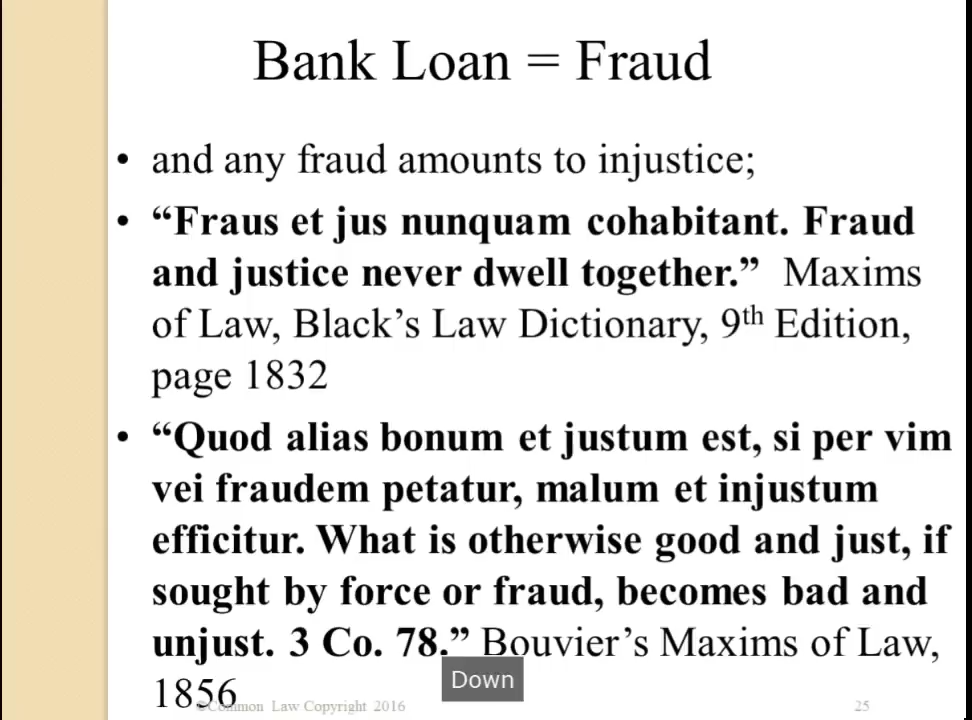 Bank Loan = Fraud
• and any fraud amounts to injustice;
• “Fraus et jus nunquam cohabitant. Fraud
and justice never dwell together.” Maxims
of Law, Black’s Law Dictionary, 9th Edition,
page 1832
• “Quod alias bonum et justum est, si per vim
vei fraudem petatur, malum et injustum
efficitur. What is otherwise good and just, if
sought by force or fraud, becomes bad and
unjust. 3 Co. 78.” Bouvier’s Maxims of Law,
1856
Down
©Common Law Copyright 2016
25